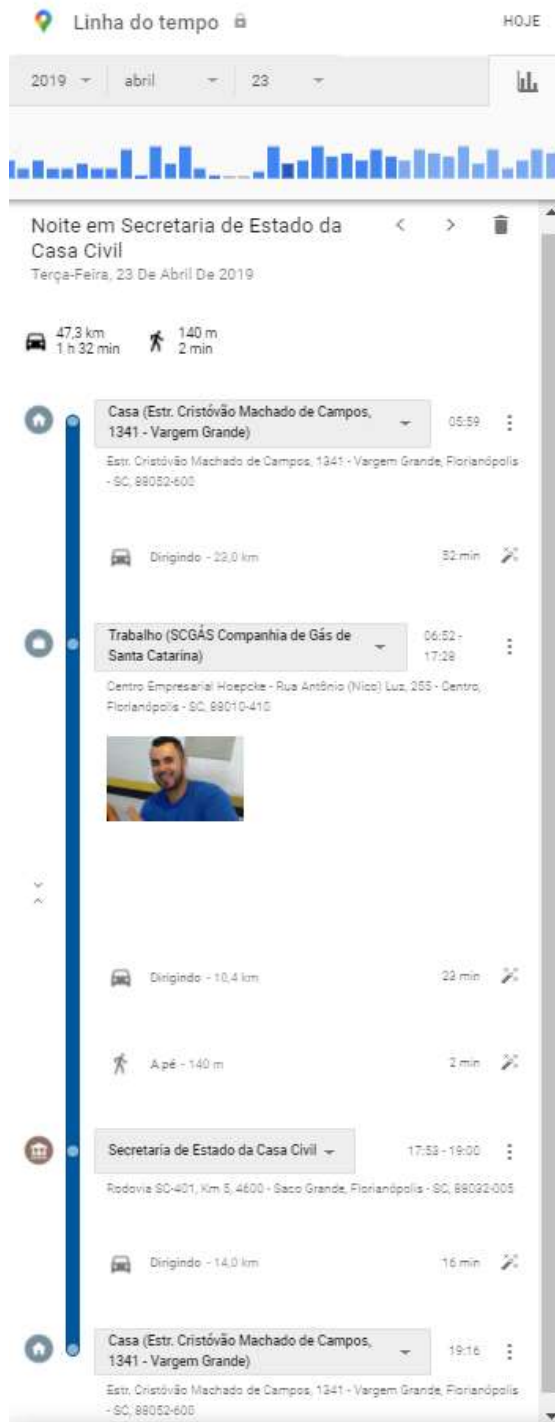 Linha do tempo
HOJE
2019
abril
23
Noite em Secretaria de Estado da
Casa Civil
Terça-Feira, 23 De Abril De 2019
47,3 km
1 h 32 min
140 m
2 min
Casa (Estr. Cristóvão Machado de Campos,
1341 - Vargem Grande)
05:59
Estr. Cristóvão Machado de Campos, 1341 - Vargem Grande, Florianópolis
- SC, 88052-600
Dirigindo - 23,0 km
52 min
Trabalho (SCGÁS Companhia de Gás de
Santa Catarina)
06:52 -
17:28
Centro Empresarial Hoepcke - Rua Antônio (Nico) Luz, 255 - Centro,
Florianópolis - SC, 88010-410
Dirigindo - 10,4 km
23 min
A pé - 140 m
2 min
Secretaria de Estado da Casa Civil
17:53 - 19:00
Rodovia SC-401, Km 5, 4600 - Saco Grande, Florianópolis - SC, 88032-005
Dirigindo - 14,0 km
16 min
Casa (Estr. Cristóvão Machado de Campos,
1341 - Vargem Grande)
19:16
Estr. Cristóvão Machado de Campos, 1341 - Vargem Grande, Florianópolis
- SC, 88052-600